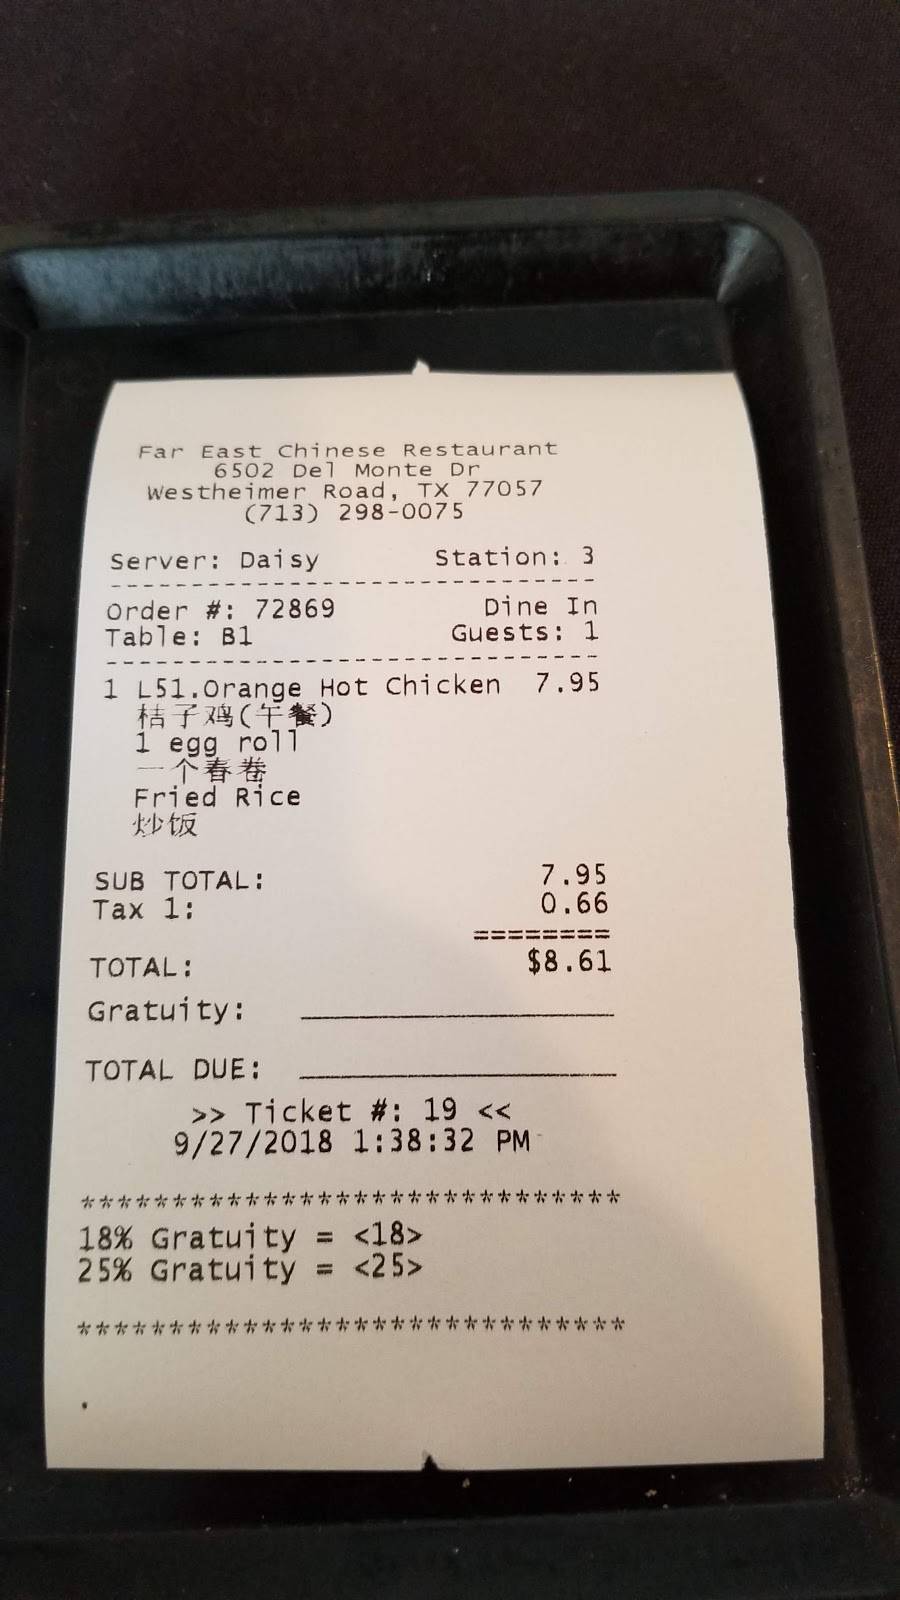 Far East Chinese Restaurant
6502 Del Monte Dr
Westheimer Road, TX 77057
(713) 298-0075
Server: Daisy Station: 3
------------------------------
Order #: 72869 Dine In
Table: B1 Guests: 1
------------------------------
1 L51.Orange Hot Chicken 7.95
桔子鸡(午餐)
1 egg roll
一个春卷
Fried Rice
炒饭
SUB TOTAL: 7.95
Tax 1: 0.66
========
TOTAL: $8.61
Gratuity: ________________
TOTAL DUE: ________________
>> Ticket #: 19 <<
9/27/2018 1:38:32 PM
******************************
18% Gratuity = <18>
25% Gratuity = <25>
******************************
.